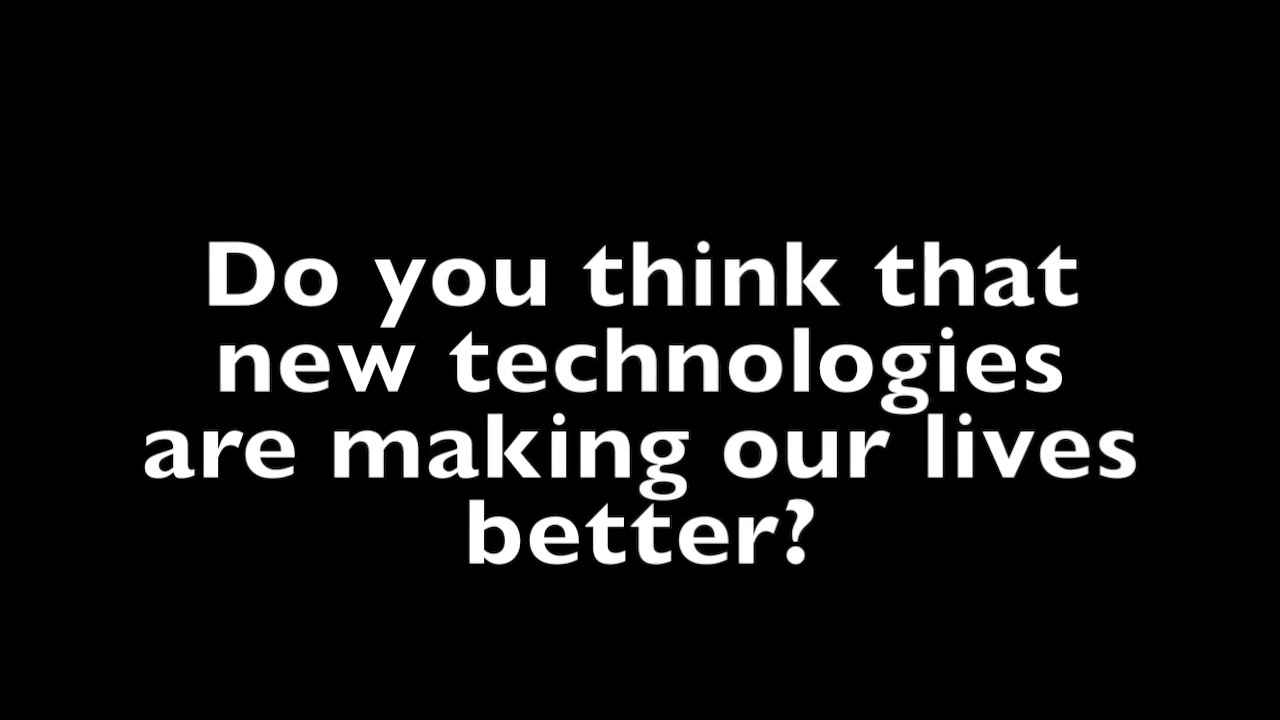 Do you think that
new technologies
are making our lives
better?